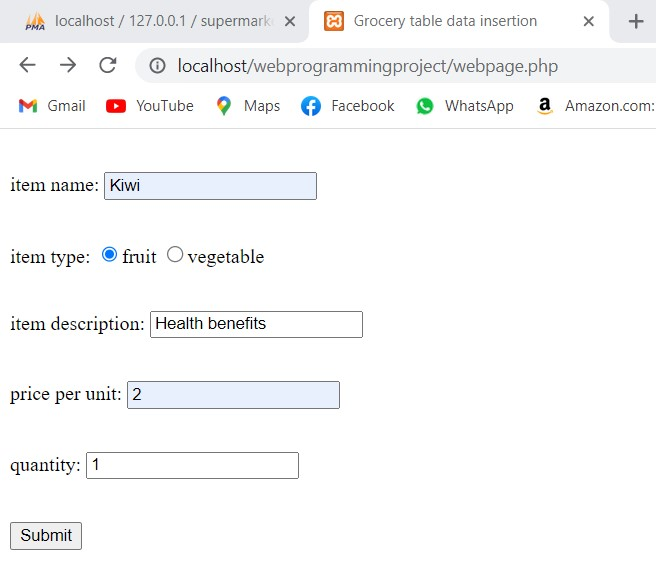 PMA localhost / 127.0.0.1 / supermark Grocery table data insertion
localhost/webprogrammingproject/webpage.php
Gmail YouTube Maps Facebook WhatsApp a Amazon.com:
item name: Kiwi
item type: fruit vegetable
item description: Health benefits
price per unit: 2
quantity: 1
Submit